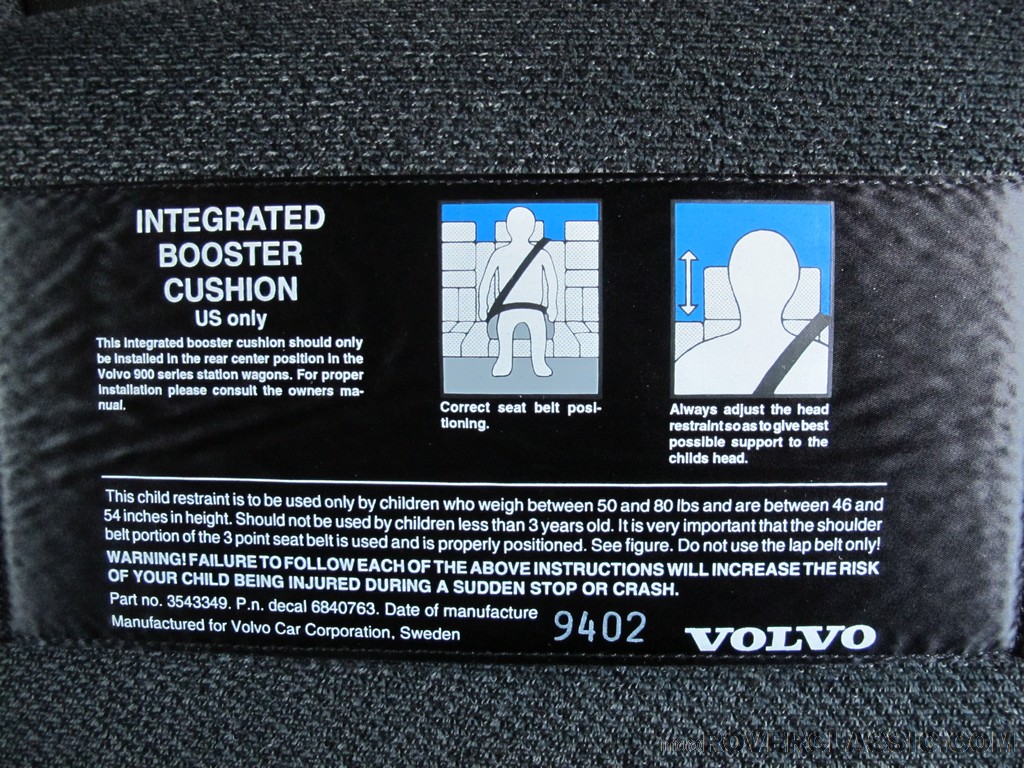 INTEGRATED
BOOSTER
CUSHION
US only
This integrated booster cushion should only
be installed in the rear center position in the
Volvo 900 series station wagons. For proper
installation please consult the owners ma-
nual.
Correct seat belt posi-
tioning.
Always adjust the head
restraint so as to give best
possible support to the
childs head.
This child restraint is to be used only by children who weigh between 50 and 80 lbs and are between 46 and
54 inches in height. Should not be used by children less than 3 years old. It is very important that the shoulder
belt portion of the 3 point seat belt is used and is properly positioned. See figure. Do not use the lap belt only!
WARNING! FAILURE TO FOLLOW EACH OF THE ABOVE INSTRUCTIONS WILL INCREASE THE RISK
OF YOUR CHILD BEING INJURED DURING A SUDDEN STOP OR CRASH.
Part no. 3543349. P.n. decal 6840763. Date of manufacture 9402
Manufactured for Volvo Car Corporation, Sweden
VOLVO
info@ROVERCLASSIC.COM